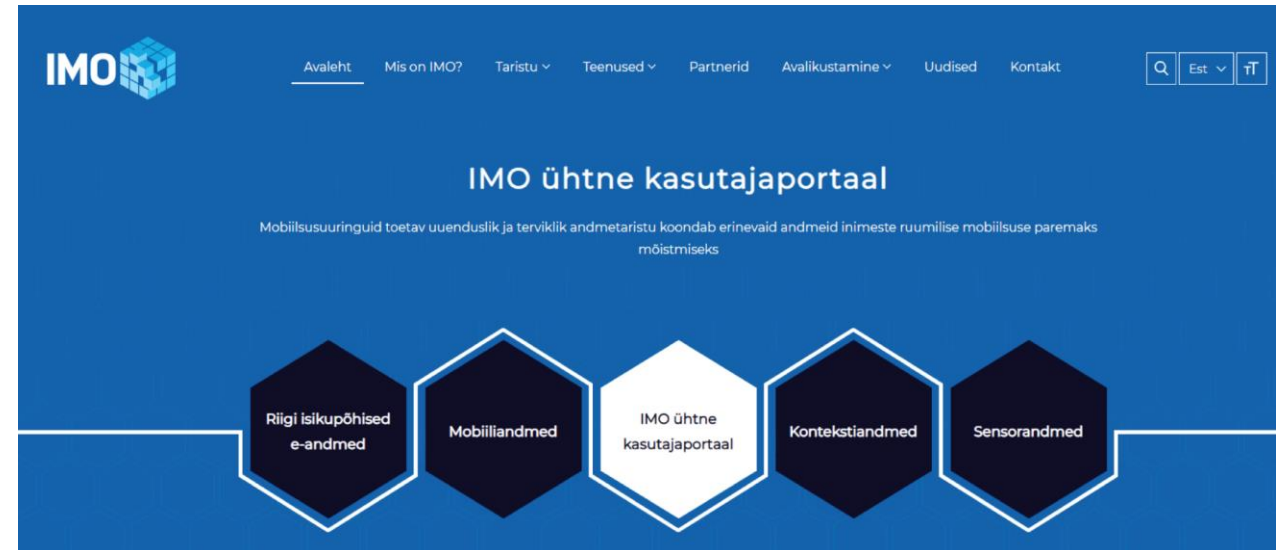 IMO
Avaleht
Mis on IMO?
Taristu
Teenused
Partnerid
Avalikustamine
Uudised
Kontakt
Est
TT
IMO ühtne kasutajaportaal
Mobiilsusuuringuid toetav uuenduslik ja terviklik andmetaristu koondab erinevaid andmeid inimeste ruumilise mobiilsuse paremaks
mõistmiseks
Riigi isikupõhised
e-andmed
Mobiiliandmed
IMO ühtne
kasutajaportaal
Kontekstiandmed
Sensorandmed